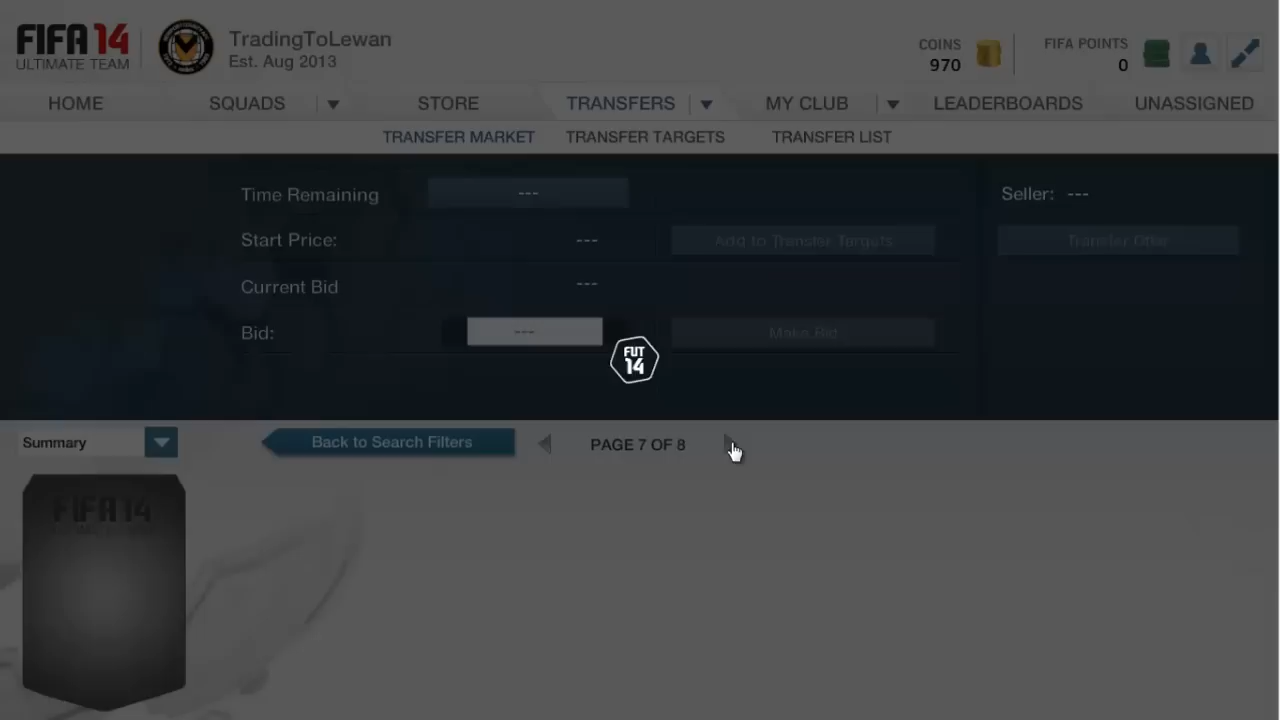 FIFA 14
ULTIMATE TEAM
TradingToLewan
Est. Aug 2013
COINS
970
FIFA POINTS
0
HOME
SQUADS
STORE
TRANSFERS
MY CLUB
LEADERBOARDS
UNASSIGNED
TRANSFER MARKET
TRANSFER TARGETS
TRANSFER LIST
Time Remaining
---
Seller: ---
Start Price:
---
Add to Transfer Targets
Transfer Offer
Current Bid
---
Bid:
---
Make Bid
FUT
14
Summary
Back to Search Filters
PAGE 7 OF 8
FIFA 14